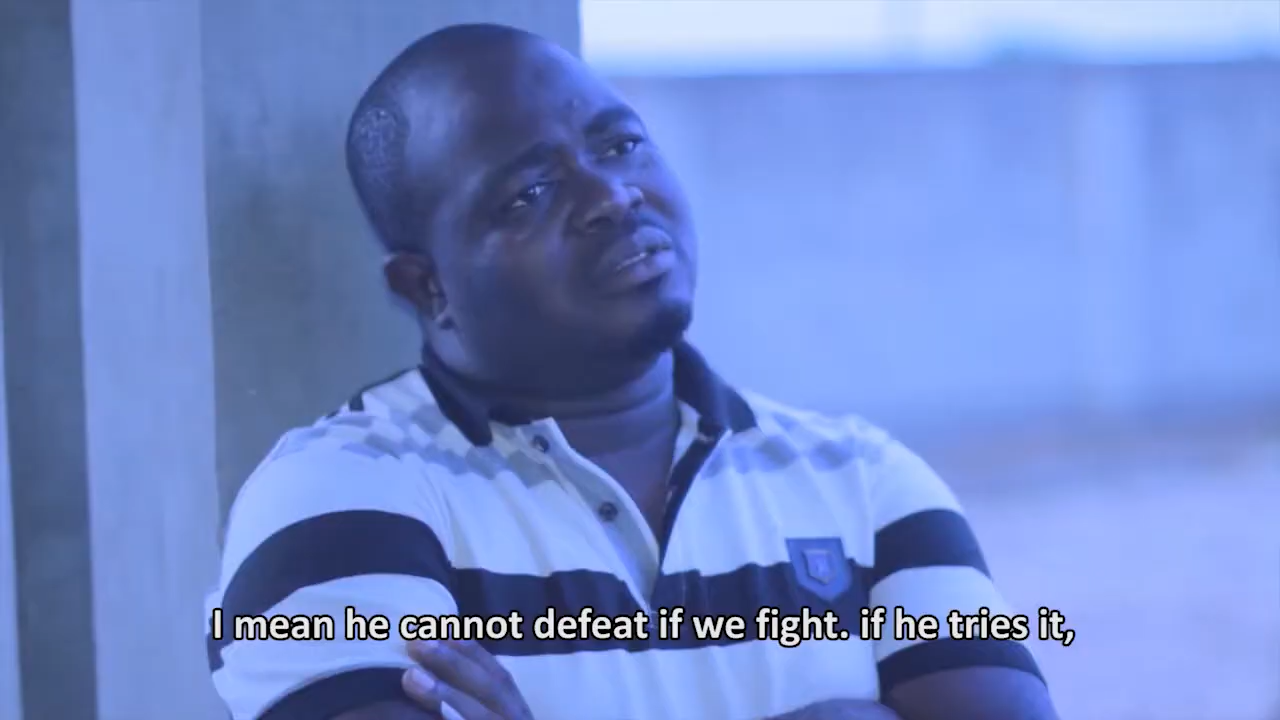 I mean he cannot defeat if we fight. if he tries it,